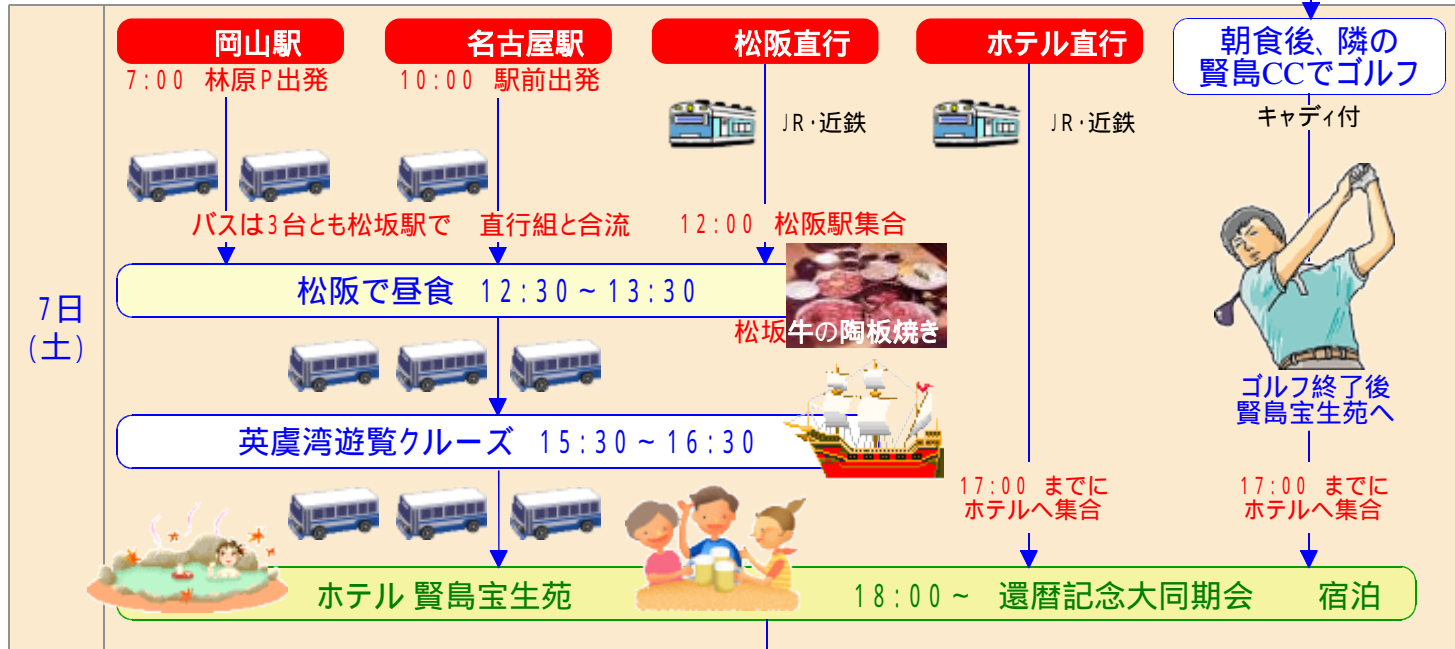 7日
(土)
岡山駅
名古屋駅
松阪直行
ホテル直行
朝食後、隣の
賢島CCでゴルフ
7:00 林原P出発
10:00 駅前出発
JR・近鉄
JR・近鉄
キャディ付
バスは3台とも松坂駅で 直行組と合流
12:00 松阪駅集合
松阪で昼食 12:30~13:30
松坂牛の陶板焼き
英虞湾遊覧クルーズ 15:30~16:30
ゴルフ終了後
賢島宝生苑へ
17:00 までに
ホテルへ集合
17:00 までに
ホテルへ集合
ホテル 賢島宝生苑
18:00~ 還暦記念大同期会 宿泊